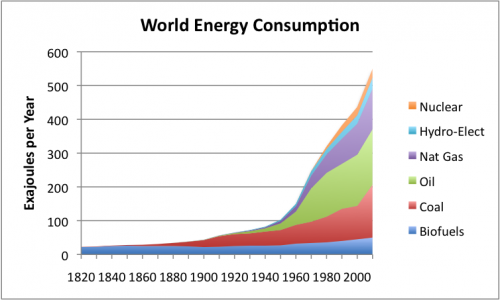 World Energy Consumption
Exajoules per Year
600
500
400
300
200
100
0
1820 1840 1860 1880 1900 1920 1940 1960 1980 2000
Nuclear
Hydro-Elect
Nat Gas
Oil
Coal
Biofuels